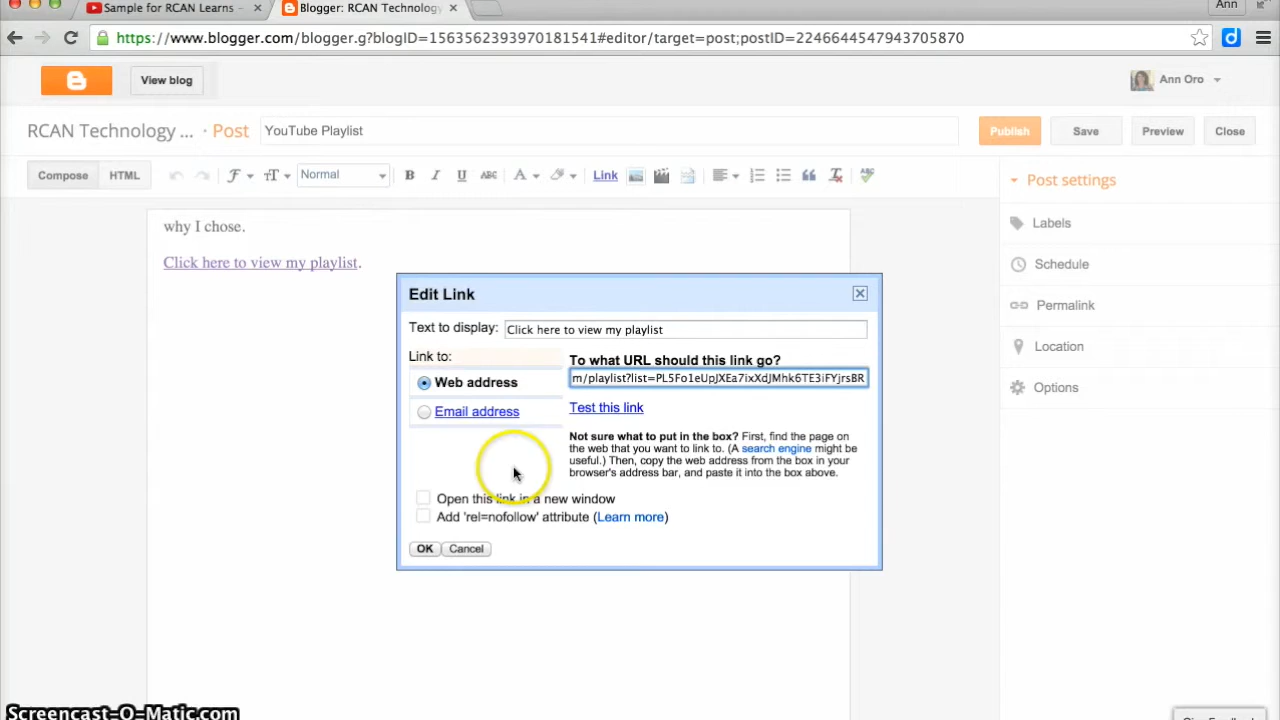 Sample for RCAN Learns -
Blogger: RCAN Technology
Ann
https://www.blogger.com/blogger.g?blogID=1563562393970181541#editor/target=post;postID=2246644547943705870
View blog
Ann Oro
RCAN Technology ... · Post
YouTube Playlist
Publish
Save
Preview
Close
Compose
HTML
Normal
B
I
U
ABC
A
Link
Post settings
Labels
Schedule
Permalink
Location
Options
why I chose.
Click here to view my playlist.
Edit Link
Text to display: Click here to view my playlist
Link to:
Web address
Email address
To what URL should this link go?
m/playlist?list=PL5Fo1eUpJXEa7ixXdJMhk6TE3iFYjrsBR
Test this link
Not sure what to put in the box? First, find the page on
the web that you want to link to. (A search engine might be
useful.) Then, copy the web address from the box in your
browser's address bar, and paste it into the box above.
Open this link in a new window
Add 'rel=nofollow' attribute (Learn more)
OK
Cancel
Screencast-O-Matic.com